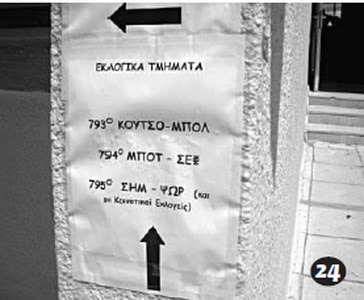 ΕΚΛΟΓΙΚΑ ΤΜΗΜΑΤΑ
793° ΚΟΥΤΣΟ-ΜΠΟΛ
794° ΜΠΟΤ - ΣΕΞ
795° ΣΗΜ - ΨΩΡ (και
οι Κοινοτικοί Εκλογείς)
24